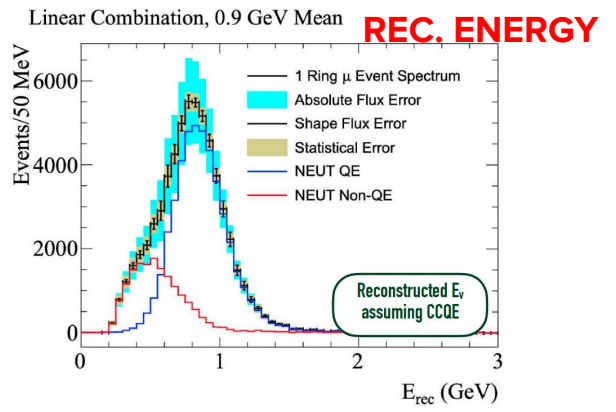 Linear Combination, 0.9 GeV Mean
REC. ENERGY
Events/50 MeV
6000
4000
2000
0
1 Ring μ Event Spectrum
Absolute Flux Error
Shape Flux Error
Statistical Error
NEUT QE
NEUT Non-QE
Reconstructed Eᵥ
assuming CCQE
0 1 2 3
E_rec (GeV)